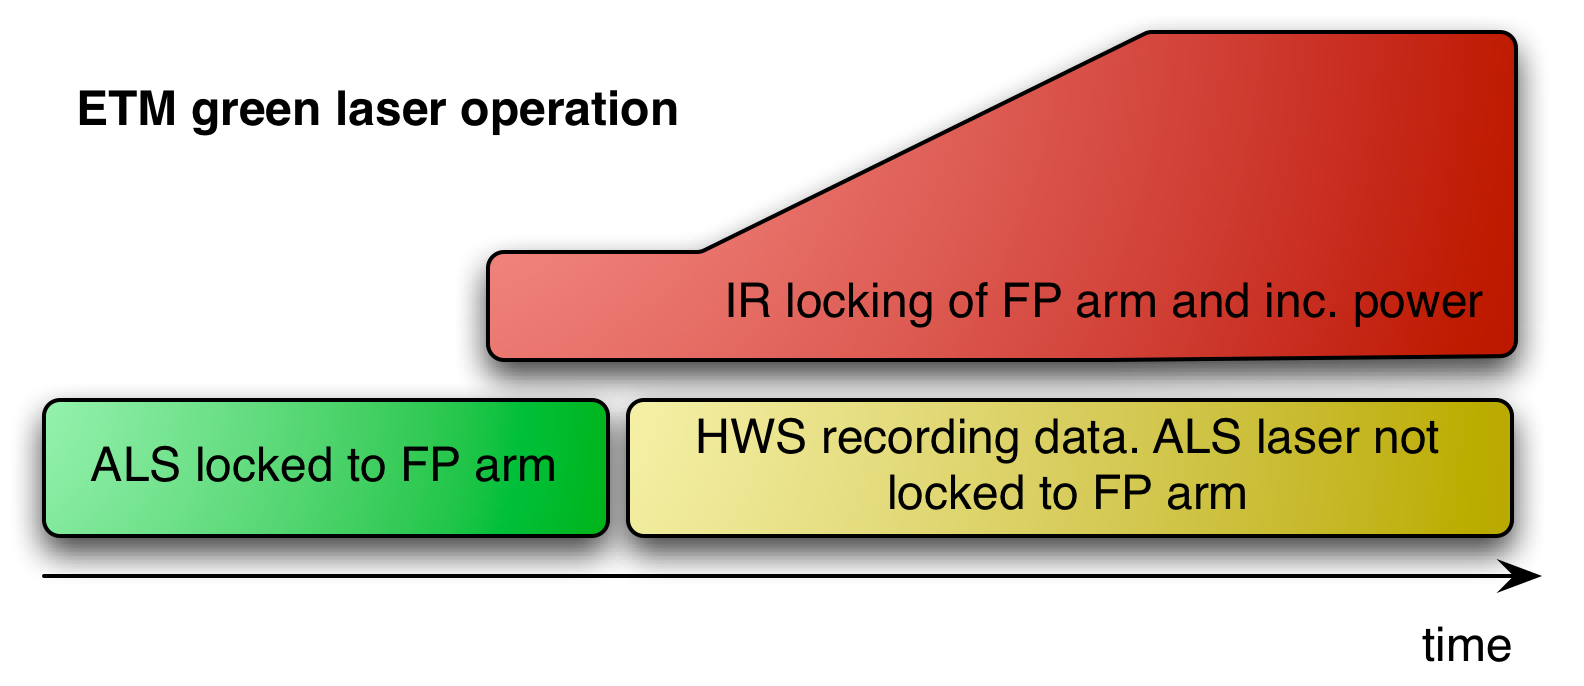 ETM green laser operation
IR locking of FP arm and inc. power
ALS locked to FP arm
HWS recording data. ALS laser not
locked to FP arm
time